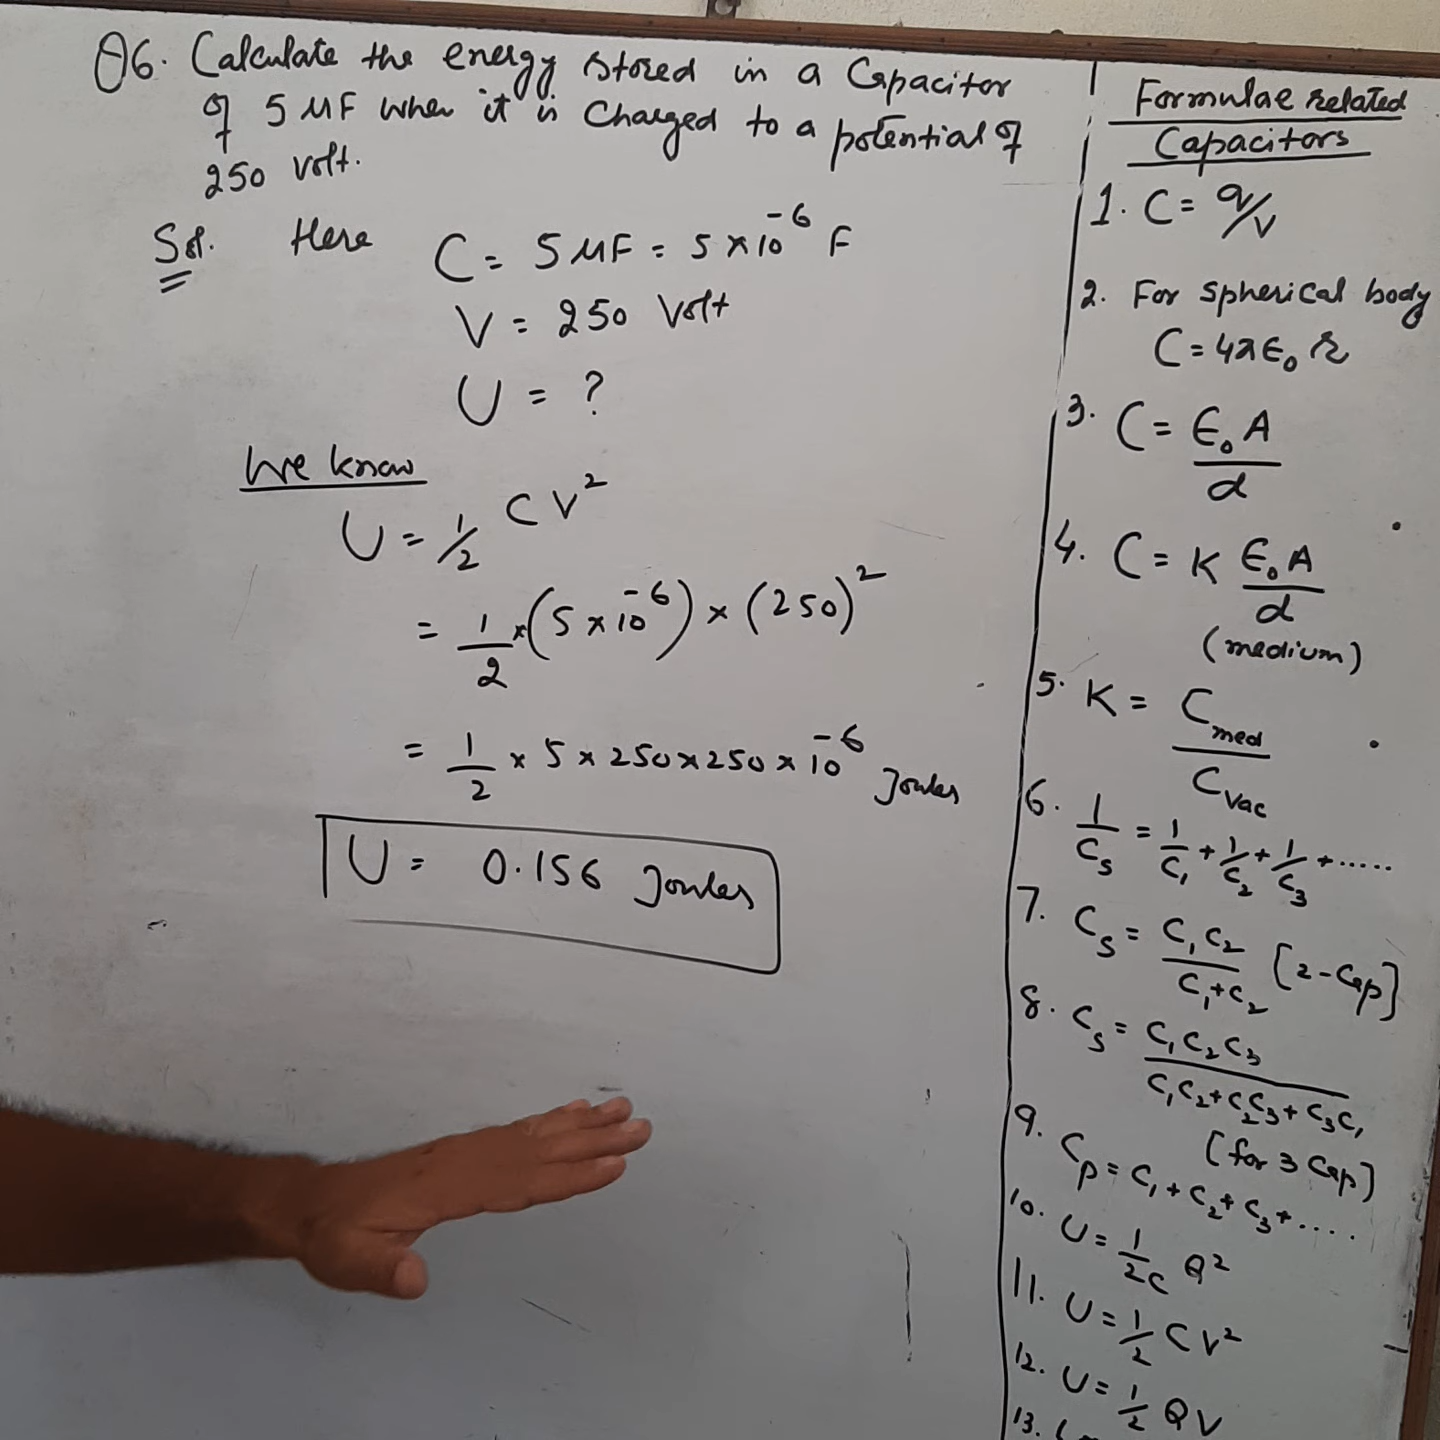 Q6. Calculate the energy stored in a Capacitor
of 5 μF when it is Charged to a potential of
250 volt.
Sol. Here C = 5 μF = 5 × 10⁻⁶ F
V = 250 Volt
U = ?
We know
U = 1/2 CV²
= 1/2 × (5 × 10⁻⁶) × (250)²
= 1/2 × 5 × 250 × 250 × 10⁻⁶ Joules
U = 0.156 Joules
Formulae related
Capacitors
1. C = q/V
2. For spherical body
C = 4πε₀ r
3. C = ε₀A/d
4. C = K ε₀A/d
(medium)
5. K = C_med/C_vac
6. 1/Cs = 1/C₁ + 1/C₂ + 1/C₃ + .....
7. Cs = C₁C₂/C₁+C₂ [2-Cap]
8. Cs = C₁C₂C₃/C₁C₂+C₂C₃+C₃C₁
[for 3 Cap]
9. Cp = C₁ + C₂ + C₃ + ....
10. U = 1/2C Q²
11. U = 1/2 CV²
12. U = 1/2 QV
13.